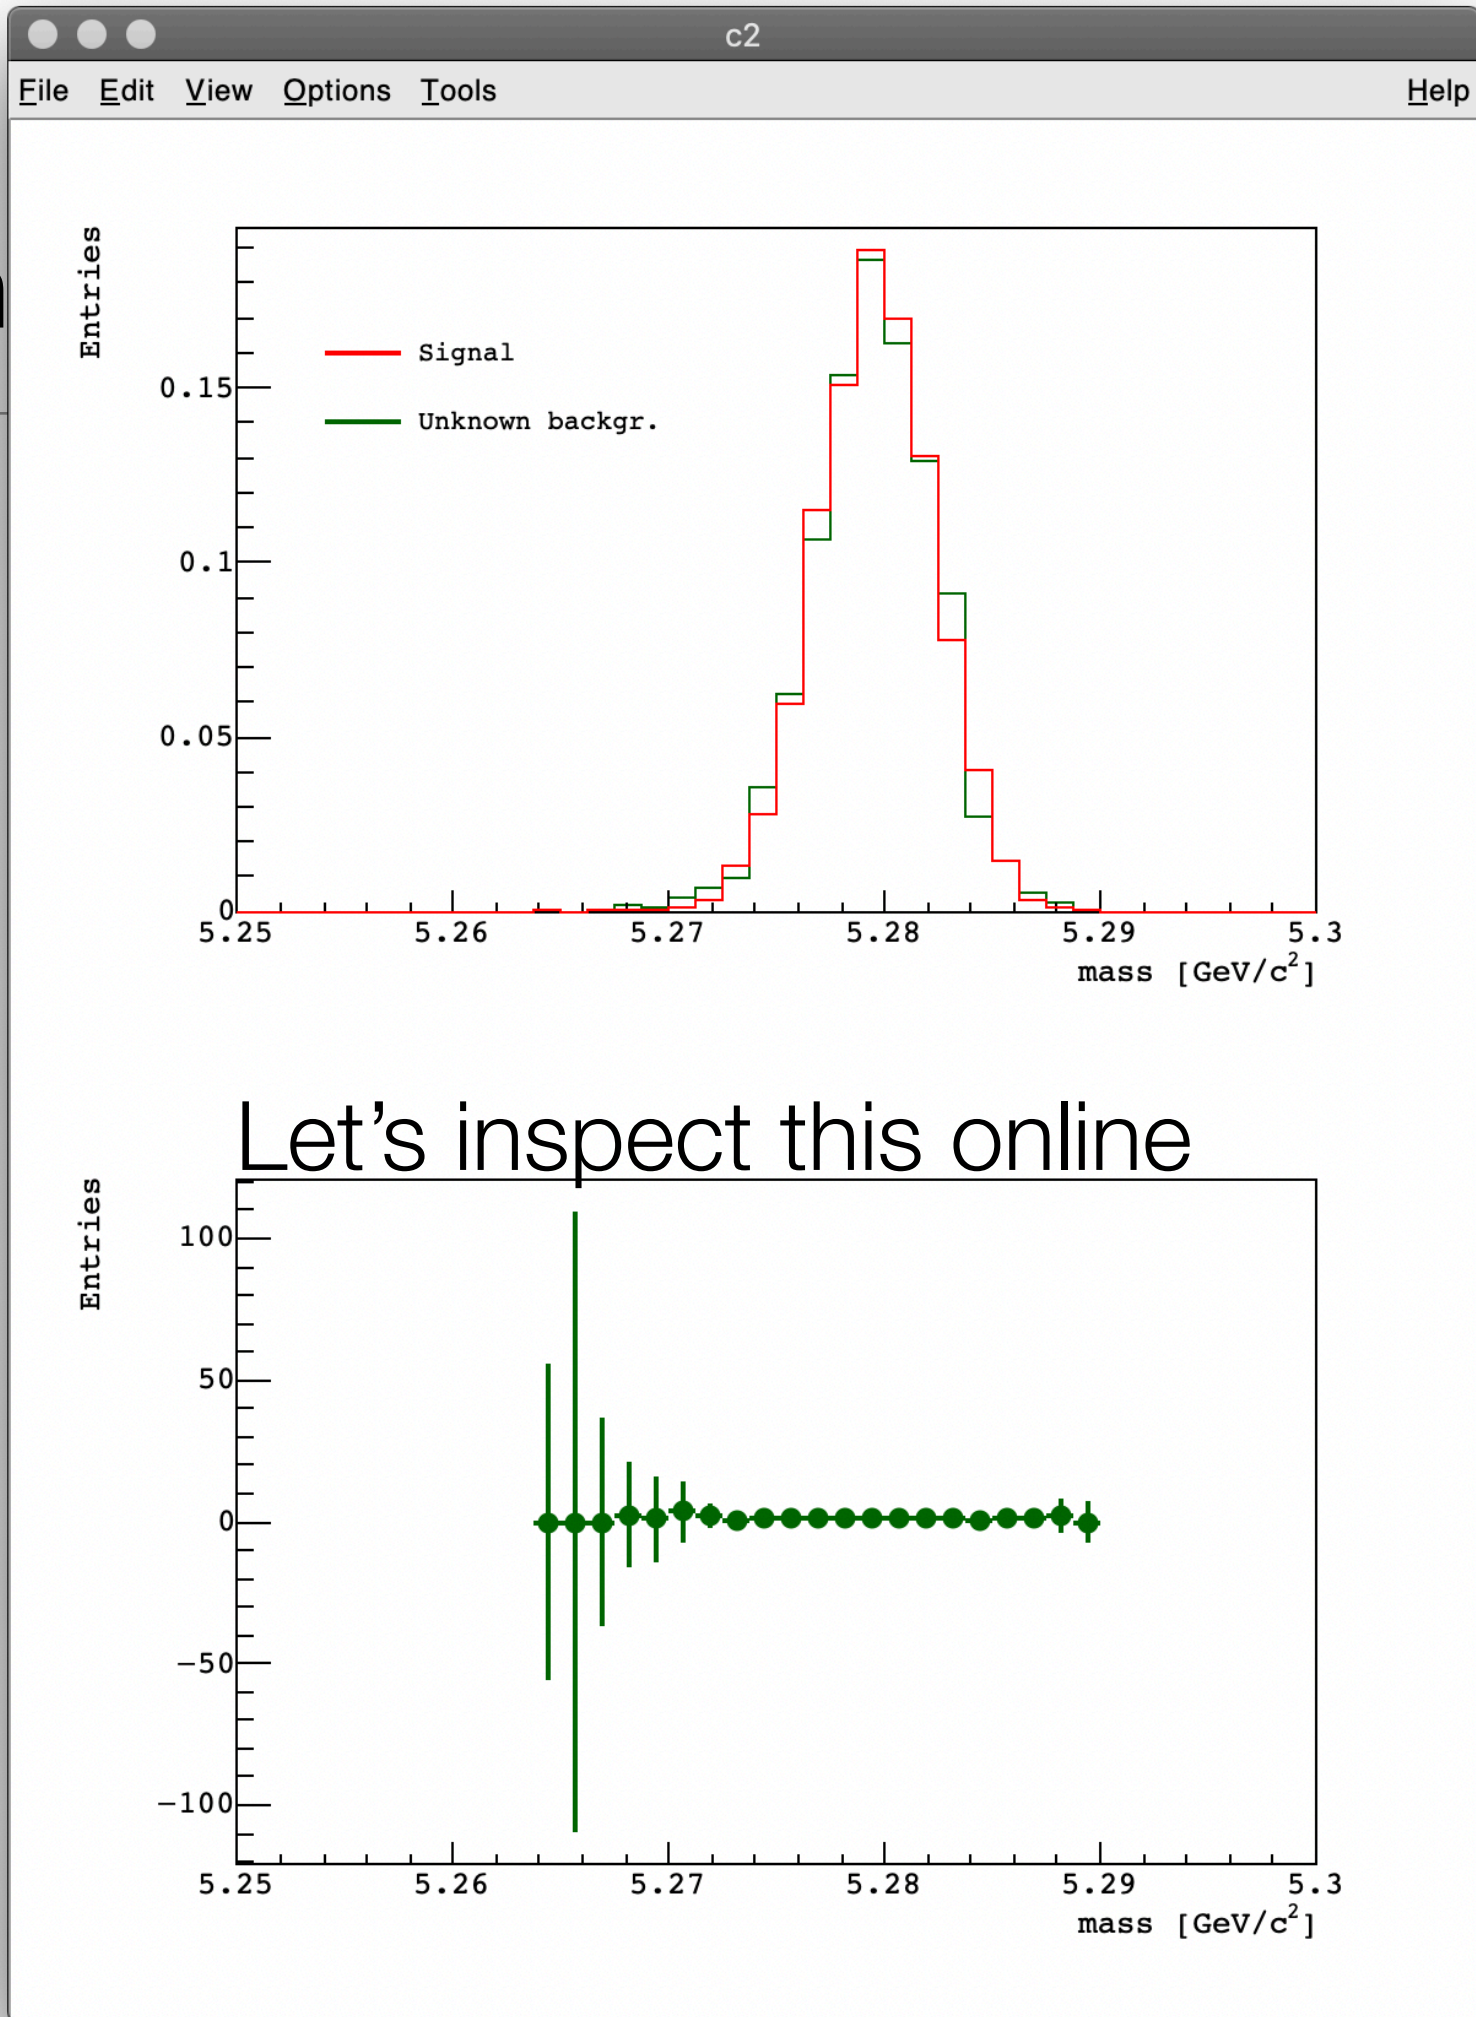 c2
File Edit View Options Tools Help
Entries
Signal
Unknown backgr.
0.15
0.1
0.05
0
5.25 5.26 5.27 5.28 5.29 5.3
mass [GeV/c²]
Let’s inspect this online
Entries
100
50
0
−50
−100
5.25 5.26 5.27 5.28 5.29 5.3
mass [GeV/c²]